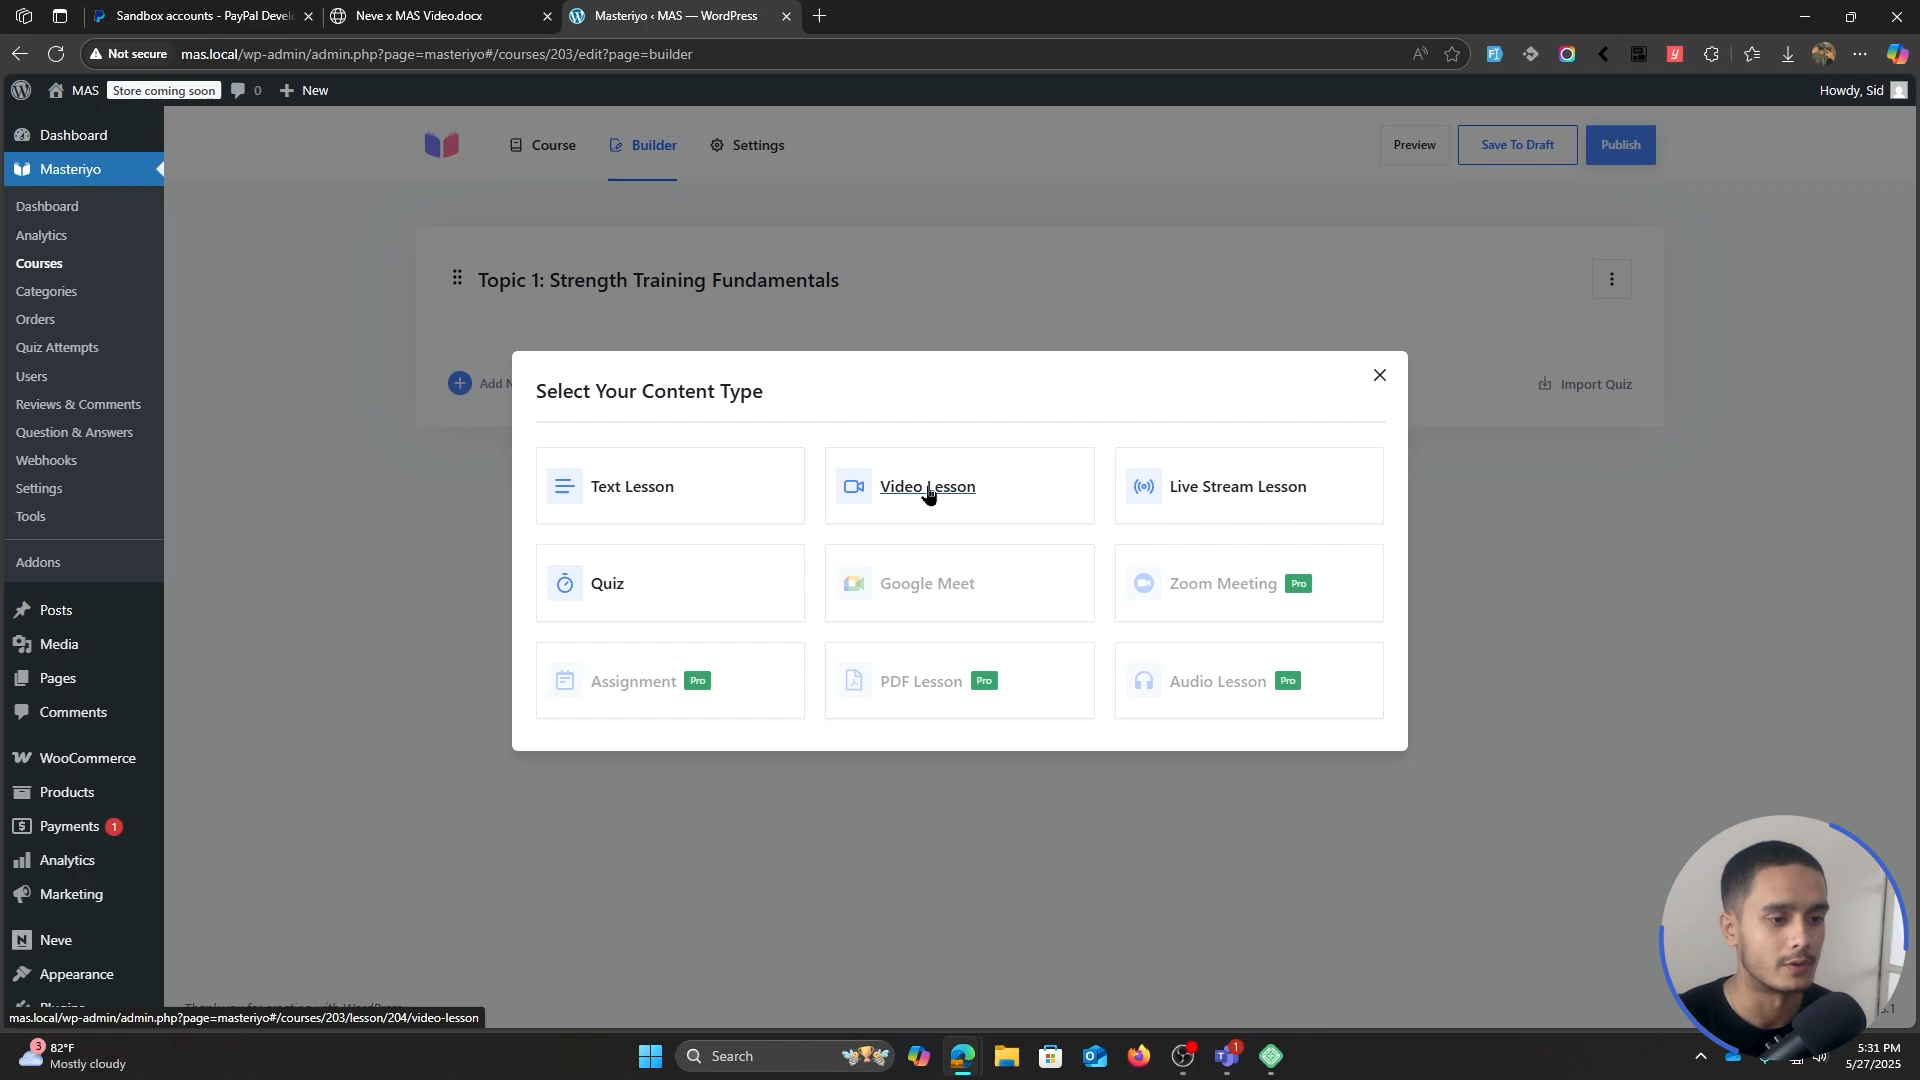 Sandbox accounts - PayPal Devel
Neve x MAS Video.docx
Masteriyo ‹ MAS — WordPress
Not secure
mas.local/wp-admin/admin.php?page=masteriyo#/courses/203/edit?page=builder
MAS
Store coming soon
0
New
Howdy, Sid
Dashboard
Masteriyo
Dashboard
Analytics
Courses
Categories
Orders
Quiz Attempts
Users
Reviews & Comments
Question & Answers
Webhooks
Settings
Tools
Addons
Posts
Media
Pages
Comments
WooCommerce
Products
Payments 1
Analytics
Marketing
Neve
Appearance
Course
Builder
Settings
Preview
Save To Draft
Publish
Topic 1: Strength Training Fundamentals
Add N
Import Quiz
Select Your Content Type
Text Lesson
Video Lesson
Live Stream Lesson
Quiz
Google Meet
Zoom Meeting Pro
Assignment Pro
PDF Lesson Pro
Audio Lesson Pro
mas.local/wp-admin/admin.php?page=masteriyo#/courses/203/lesson/204/video-lesson
3
82°F
Mostly cloudy
Search
1
5:31 PM
5/27/2025